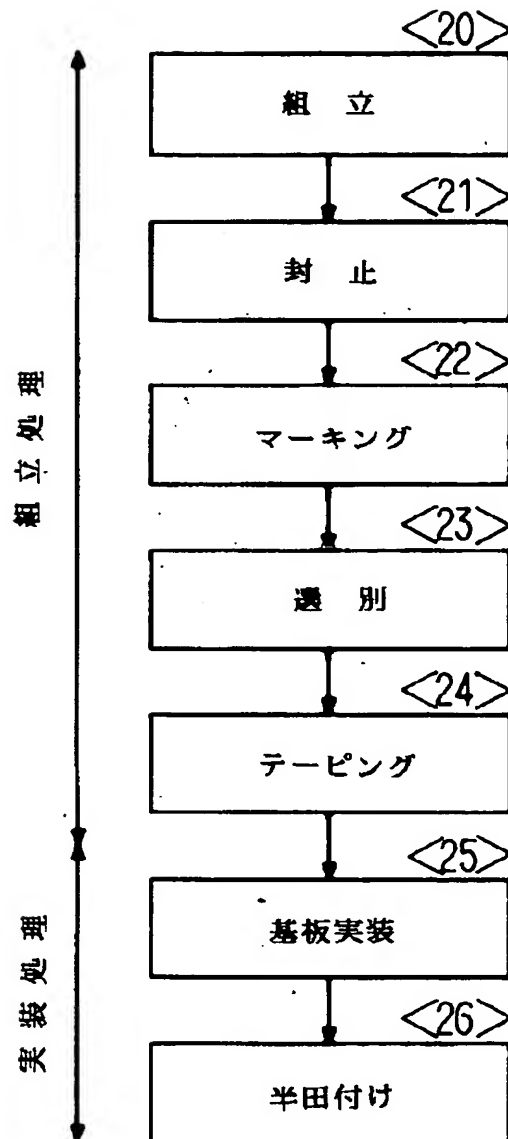 <20>
組立
<21>
封止
<22>
マーキング
<23>
選別
<24>
テーピング
<25>
基板実装
<26>
半田付け
組立処理
実装処理